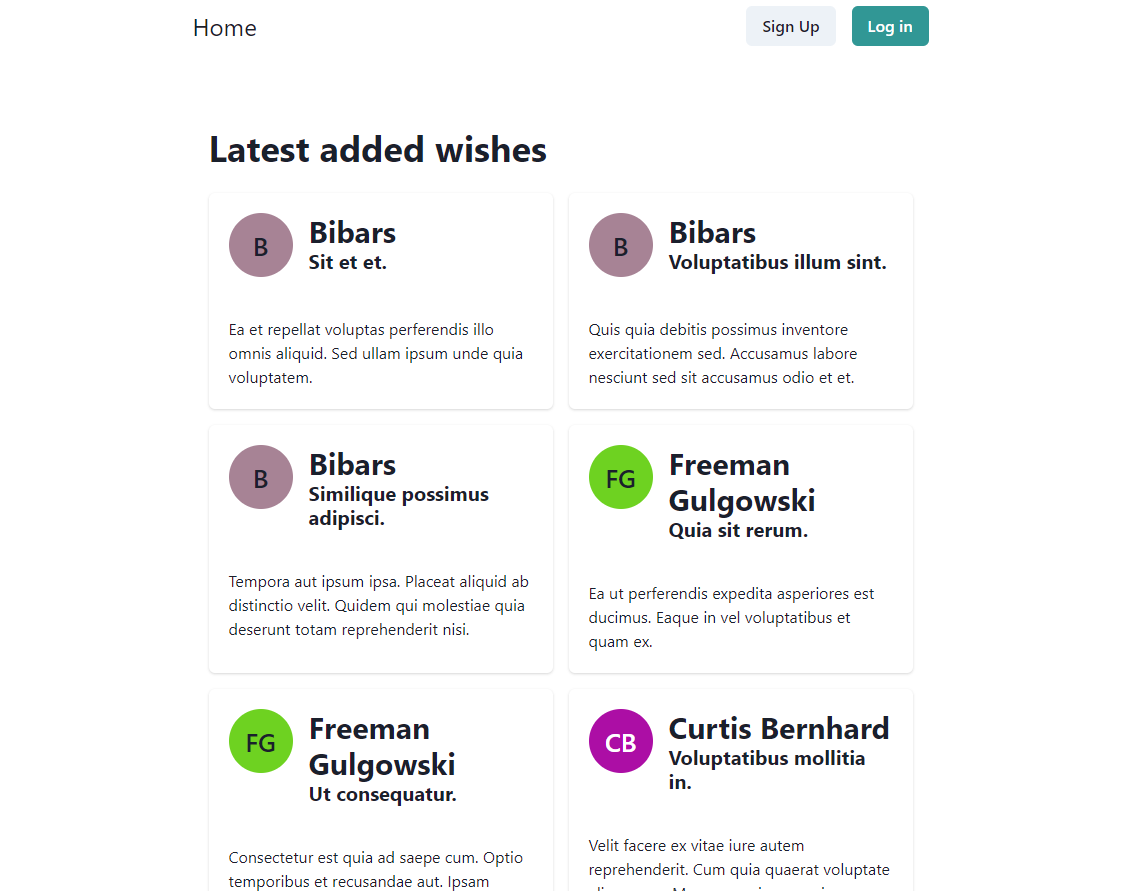 Home
Sign Up
Log in
Latest added wishes
B
Bibars
Sit et et.
Ea et repellat voluptas perferendis illo
omnis aliquid. Sed ullam ipsum unde quia
voluptatem.
B
Bibars
Voluptatibus illum sint.
Quis quia debitis possimus inventore
exercitationem sed. Accusamus labore
nesciunt sed sit accusamus odio et et.
B
Bibars
Similique possimus
adipisci.
Tempora aut ipsum ipsa. Placeat aliquid ab
distinctio velit. Quidem qui molestiae quia
deserunt totam reprehenderit nisi.
FG
Freeman
Gulgowski
Quia sit rerum.
Ea ut perferendis expedita asperiores est
ducimus. Eaque in vel voluptatibus et
quam ex.
FG
Freeman
Gulgowski
Ut consequatur.
Consectetur est quia ad saepe cum. Optio
temporibus et recusandae aut. Ipsam
CB
Curtis Bernhard
Voluptatibus mollitia
in.
Velit facere ex vitae iure autem
reprehenderit. Cum quia quaerat voluptate